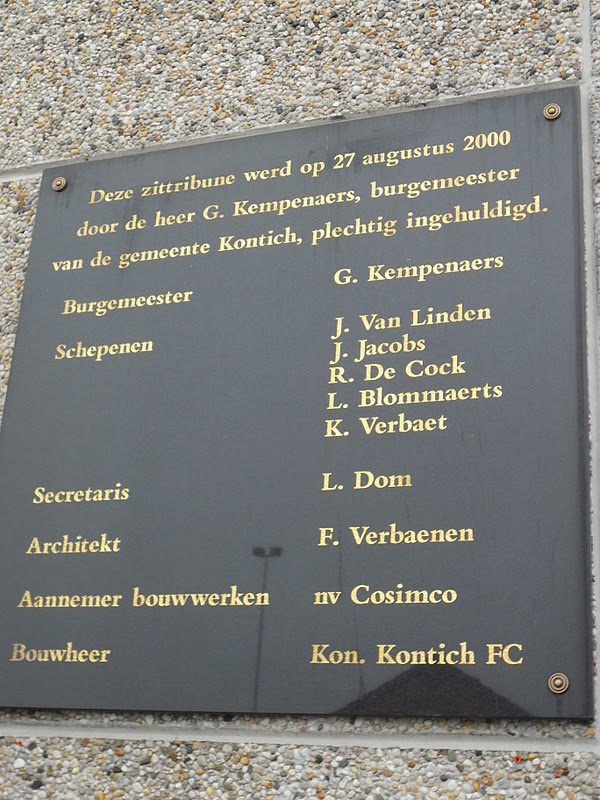 Deze zittribune werd op 27 augustus 2000
door de heer G. Kempenaers, burgemeester
van de gemeente Kontich, plechtig ingehuldigd.
Burgemeester G. Kempenaers
Schepenen J. Van Linden
J. Jacobs
R. De Cock
L. Blommaerts
K. Verbaet
Secretaris L. Dom
Architekt F. Verbaenen
Aannemer bouwwerken nv Cosimco
Bouwheer Kon. Kontich FC